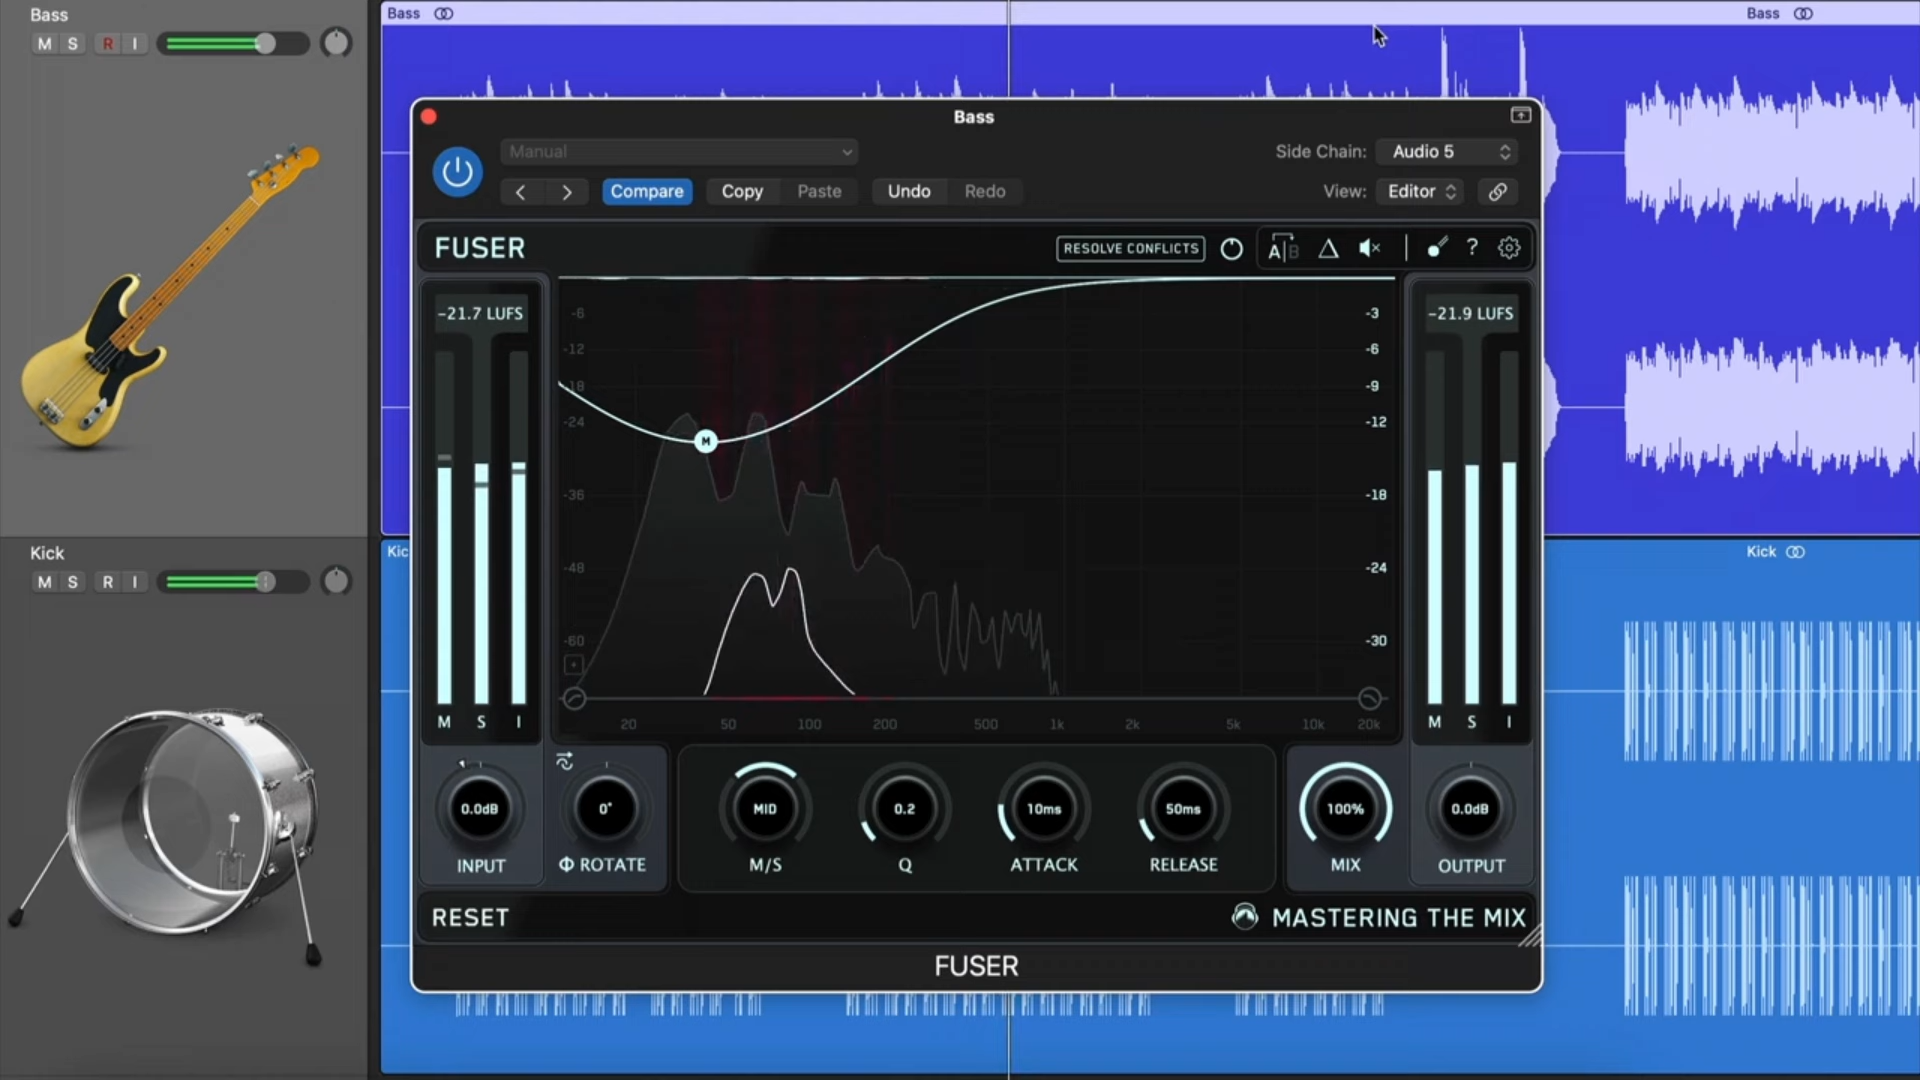 Bass
M S R I
Bass
Bass
Bass
Manual
Side Chain: Audio 5
Compare Copy Paste Undo Redo
View: Editor
FUSER
RESOLVE CONFLICTS
A B
?
-21.7 LUFS
-21.9 LUFS
-6 -3
-12 -6
-18 -9
-24 -12
M
-36 -18
-48 -24
-60 -30
M S I
20 50 100 200 500 1k 2k 5k 10k 20k
M S I
Kick
M S R I
Kic
Kick
0.0dB 0° MID 0.2 10ms 50ms 100% 0.0dB
INPUT Φ ROTATE M/S Q ATTACK RELEASE MIX OUTPUT
RESET
MASTERING THE MIX
FUSER